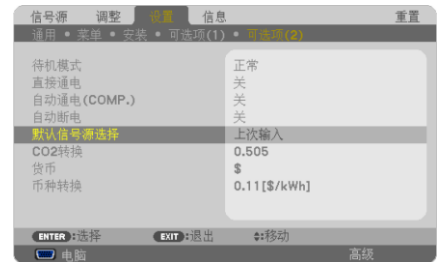 信号源 调整 设置 信息 重置
通用 • 菜单 • 安装 • 可选项(1) • 可选项(2)
待机模式 正常
直接通电 关
自动通电(COMP.) 关
自动断电 关
默认信号源选择 上次输入
CO2转换 0.505
货币 $
币种转换 0.11[$/kWh]
ENTER:选择 EXIT:退出 :移动
电脑 高级